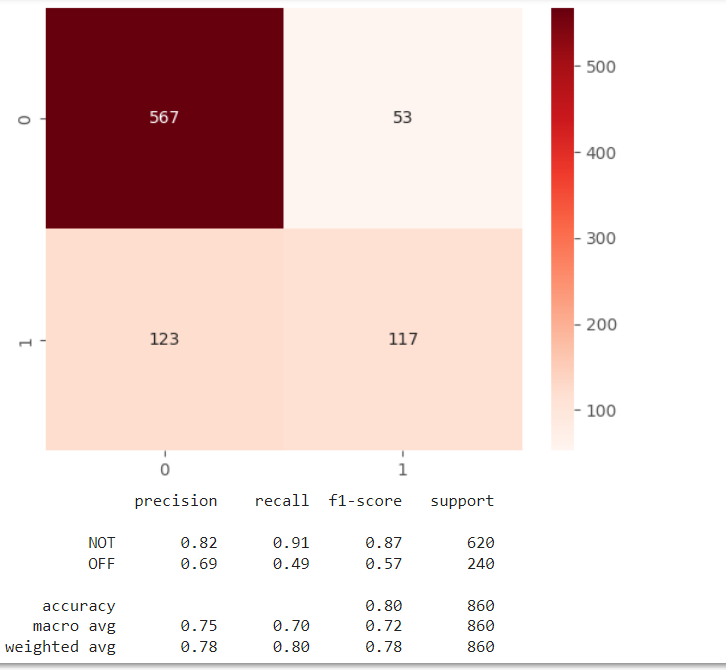 0
567
53
1
123
117
0
1
500
400
300
200
100
precision recall f1-score support
NOT 0.82 0.91 0.87 620
OFF 0.69 0.49 0.57 240
accuracy 0.80 860
macro avg 0.75 0.70 0.72 860
weighted avg 0.78 0.80 0.78 860